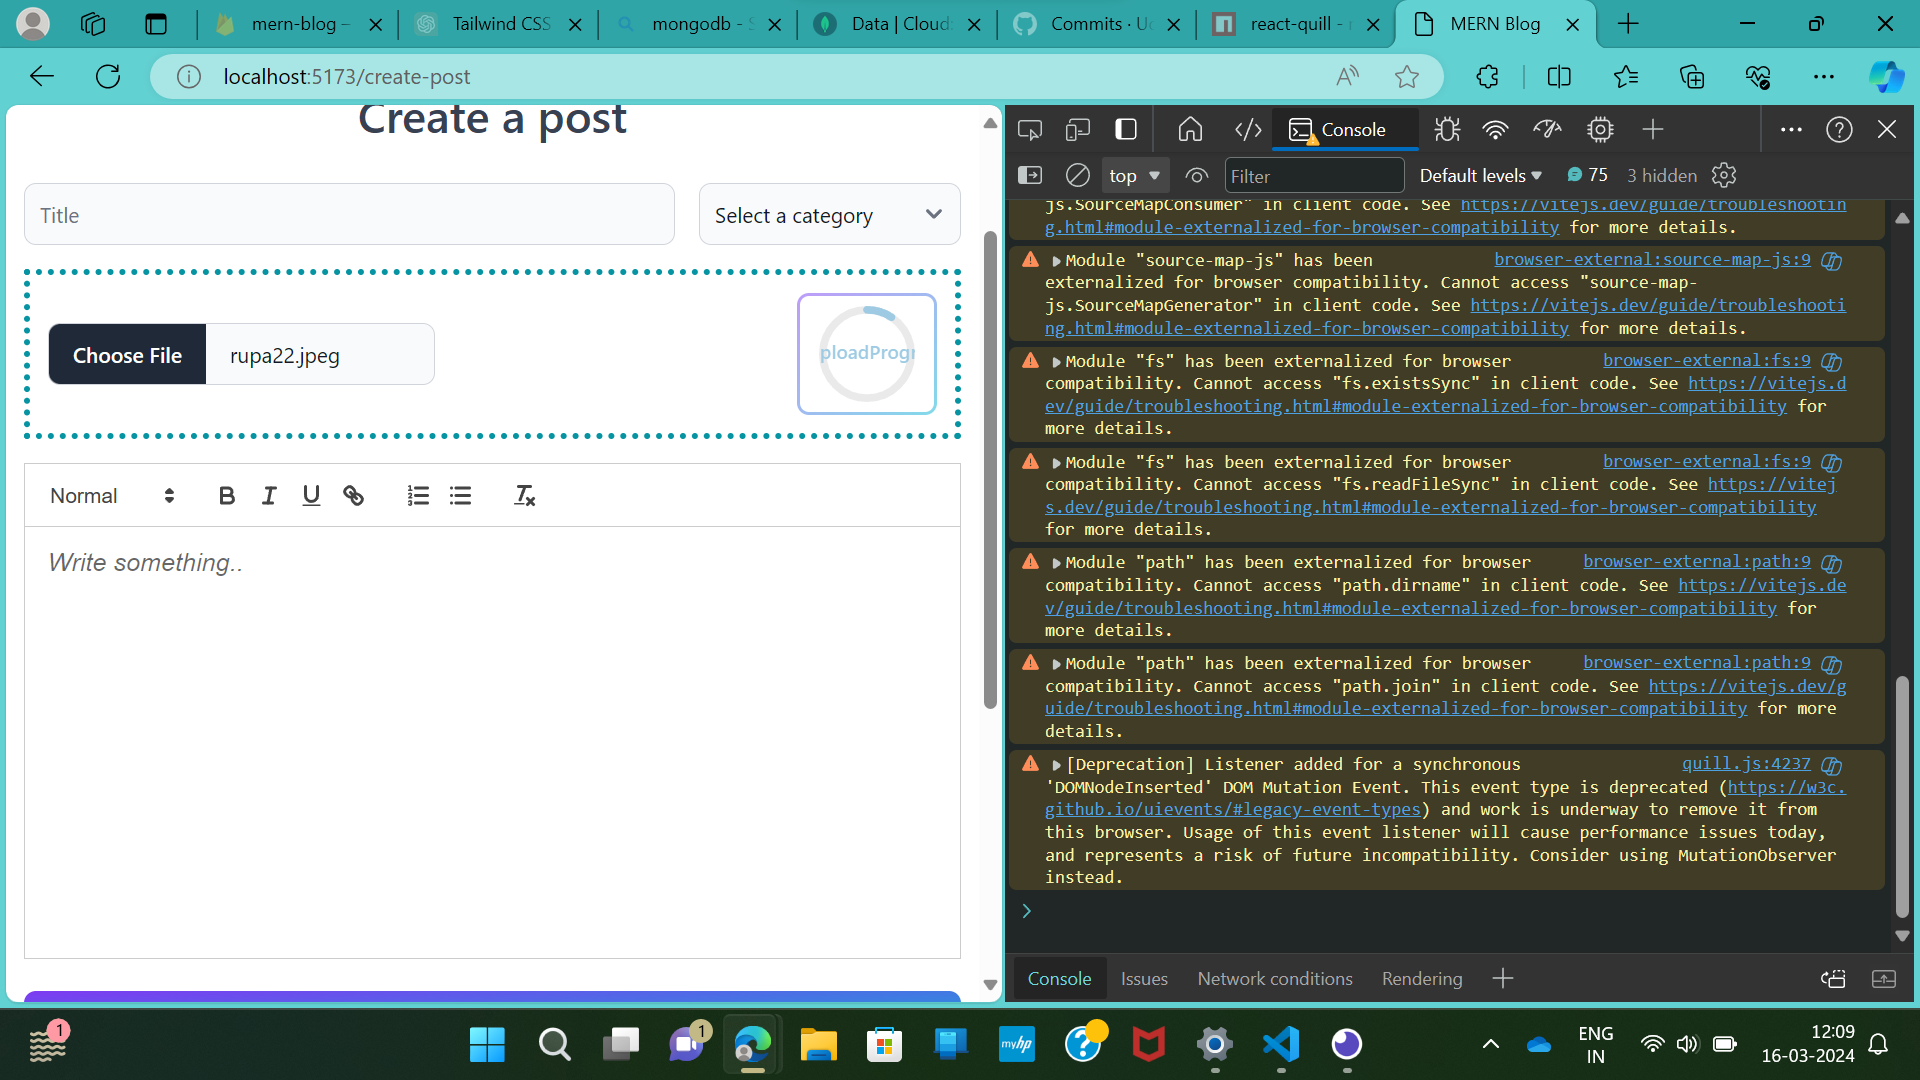 mern-blog –
Tailwind CSS
mongodb - S
Data | Cloud
Commits · U
react-quill -
MERN Blog
localhost:5173/create-post
Create a post
Title
Select a category
Choose File
rupa22.jpeg
ploadProgr
Normal
B I U
Write something..
Console
top
Filter
Default levels
75
3 hidden
js.SourceMapConsumer" in client code. See https://vitejs.dev/guide/troubleshootin
g.html#module-externalized-for-browser-compatibility for more details.
Module "source-map-js" has been browser-external:source-map-js:9
externalized for browser compatibility. Cannot access "source-map-
js.SourceMapGenerator" in client code. See https://vitejs.dev/guide/troubleshooti
ng.html#module-externalized-for-browser-compatibility for more details.
Module "fs" has been externalized for browser browser-external:fs:9
compatibility. Cannot access "fs.existsSync" in client code. See https://vitejs.d
ev/guide/troubleshooting.html#module-externalized-for-browser-compatibility for
more details.
Module "fs" has been externalized for browser browser-external:fs:9
compatibility. Cannot access "fs.readFileSync" in client code. See https://vitej
s.dev/guide/troubleshooting.html#module-externalized-for-browser-compatibility
for more details.
Module "path" has been externalized for browser browser-external:path:9
compatibility. Cannot access "path.dirname" in client code. See https://vitejs.de
v/guide/troubleshooting.html#module-externalized-for-browser-compatibility for
more details.
Module "path" has been externalized for browser browser-external:path:9
compatibility. Cannot access "path.join" in client code. See https://vitejs.dev/g
uide/troubleshooting.html#module-externalized-for-browser-compatibility for more
details.
[Deprecation] Listener added for a synchronous quill.js:4237
'DOMNodeInserted' DOM Mutation Event. This event type is deprecated (https://w3c.
github.io/uievents/#legacy-event-types) and work is underway to remove it from
this browser. Usage of this event listener will cause performance issues today,
and represents a risk of future incompatibility. Consider using MutationObserver
instead.
Console
Issues
Network conditions
Rendering
1
1
myhp
ENG
IN
12:09
16-03-2024